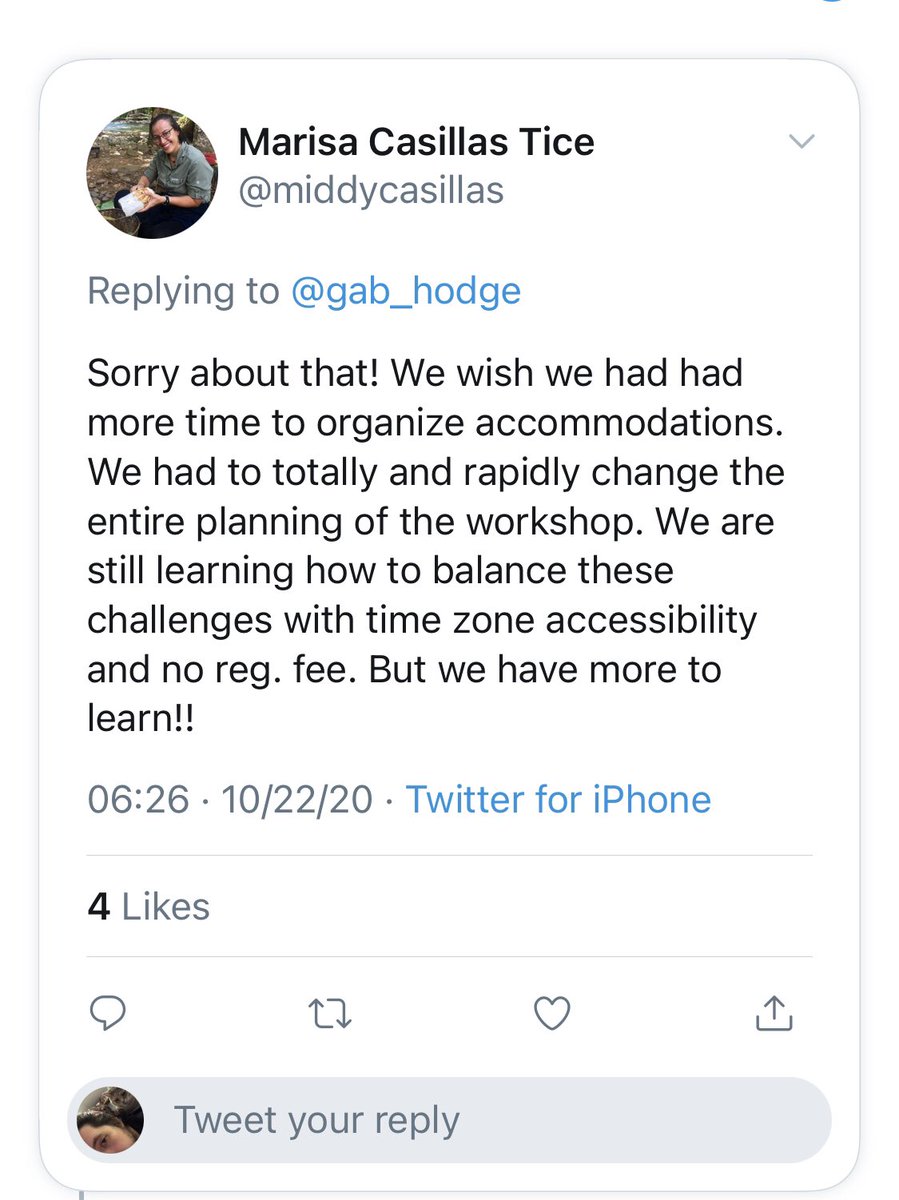 Marisa Casillas Tice
@middycasillas
Replying to @gab_hodge
Sorry about that! We wish we had had
more time to organize accommodations.
We had to totally and rapidly change the
entire planning of the workshop. We are
still learning how to balance these
challenges with time zone accessibility
and no reg. fee. But we have more to
learn!!
06:26 · 10/22/20 · Twitter for iPhone
4 Likes
Tweet your reply